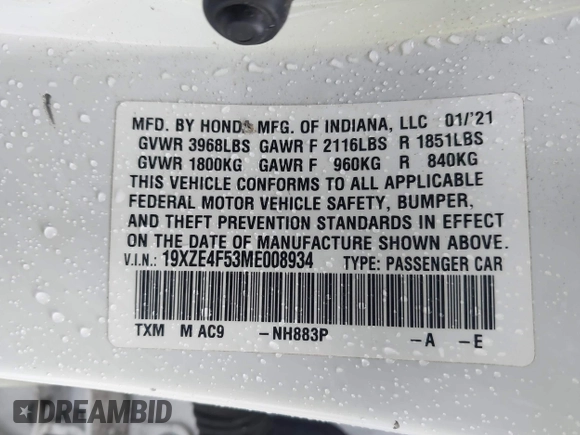 MFD. BY HONDA MFG. OF INDIANA, LLC 01/'21
GVWR 3968LBS GAWR F 2116LBS R 1851LBS
GVWR 1800KG GAWR F 960KG R 840KG
THIS VEHICLE CONFORMS TO ALL APPLICABLE
FEDERAL MOTOR VEHICLE SAFETY, BUMPER,
AND THEFT PREVENTION STANDARDS IN EFFECT
ON THE DATE OF MANUFACTURE SHOWN ABOVE.
V.I.N.: 19XZE4F53ME008934 TYPE: PASSENGER CAR
TXM M AC9 -NH883P -A -E
DREAMBID